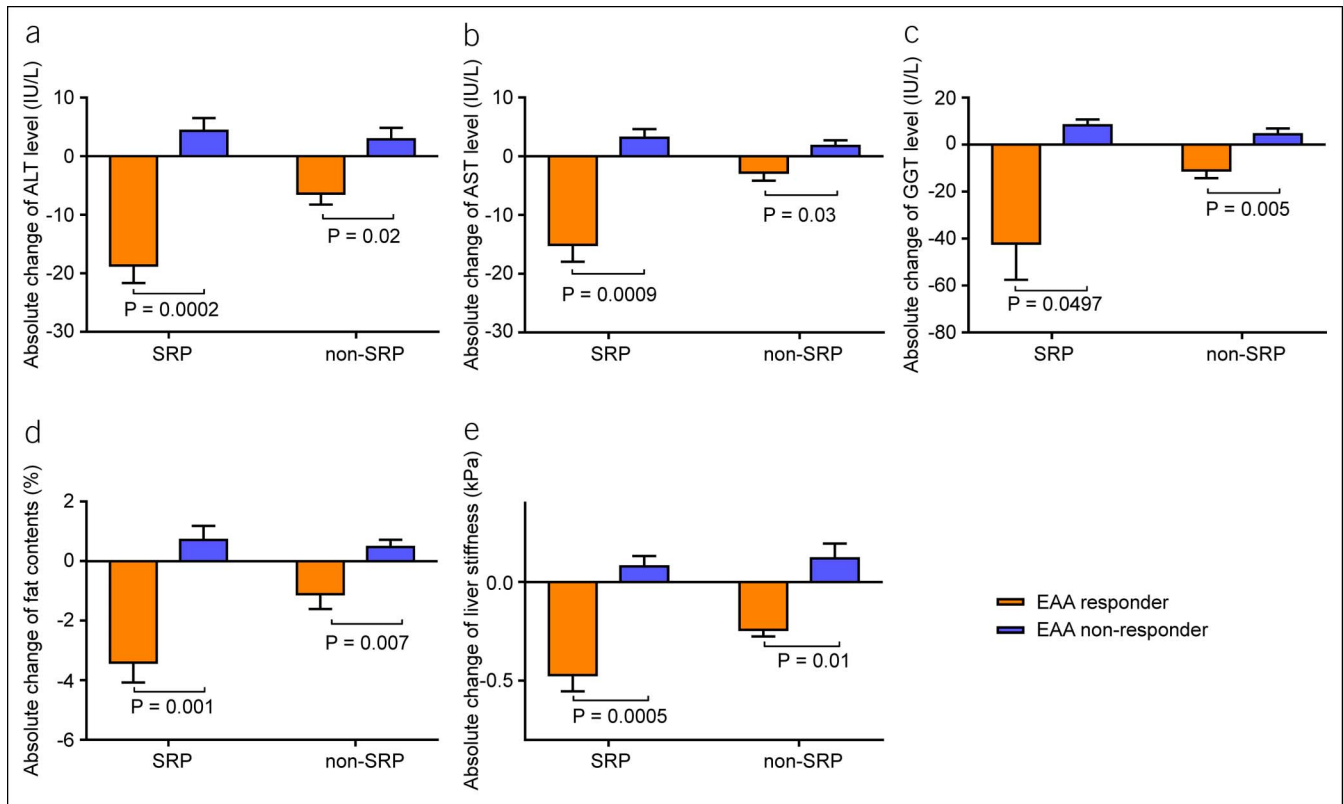 a
Absolute change of ALT level (IU/L)
10
0
-10
-20
-30
P = 0.0002
P = 0.02
SRP
non-SRP
b
Absolute change of AST level (IU/L)
10
0
-10
-20
-30
P = 0.0009
P = 0.03
SRP
non-SRP
c
Absolute change of GGT level (IU/L)
20
0
-20
-40
-60
-80
P = 0.0497
P = 0.005
SRP
non-SRP
d
Absolute change of fat contents (%)
2
0
-2
-4
-6
P = 0.001
P = 0.007
SRP
non-SRP
e
Absolute change of liver stiffness (kPa)
0.0
-0.5
P = 0.0005
P = 0.01
SRP
non-SRP
EAA responder
EAA non-responder